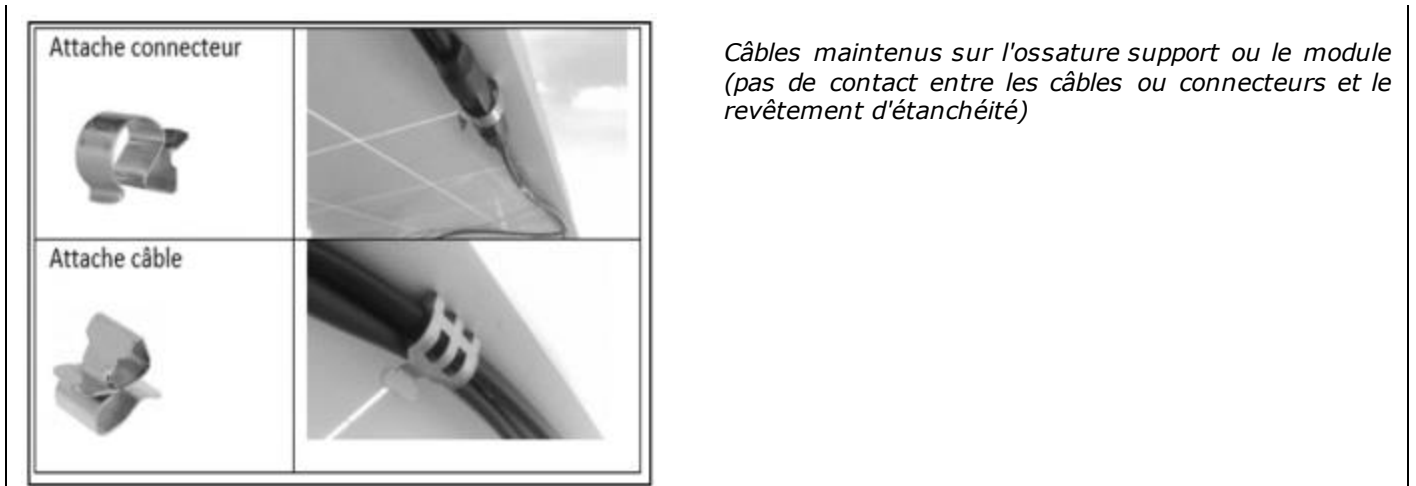 Attache connecteur
Câbles maintenus sur l'ossature support ou le module
(pas de contact entre les câbles ou connecteurs et le
revêtement d'étanchéité)
Attache câble